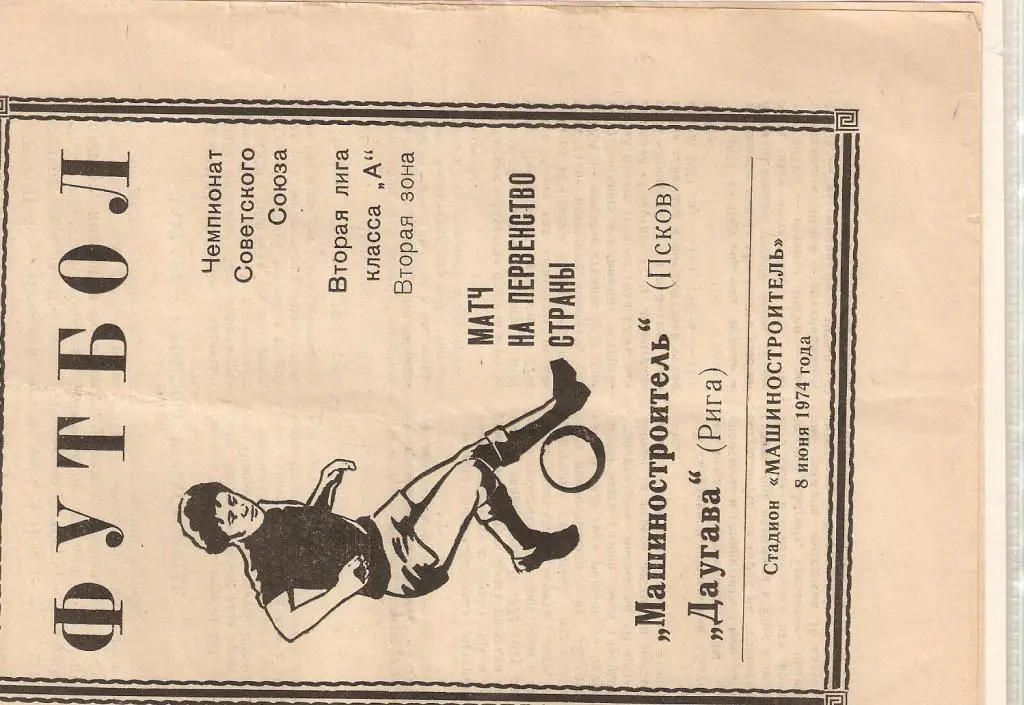 ФУТБОЛ
Чемпионат
Советского
Союза
Вторая лига
класса „А“
Вторая зона
МАТЧ
НА ПЕРВЕНСТВО
СТРАНЫ
„Машиностроитель“ (Псков)
„Даугава“ (Рига)
Стадион «МАШИНОСТРОИТЕЛЬ»
8 июня 1974 года